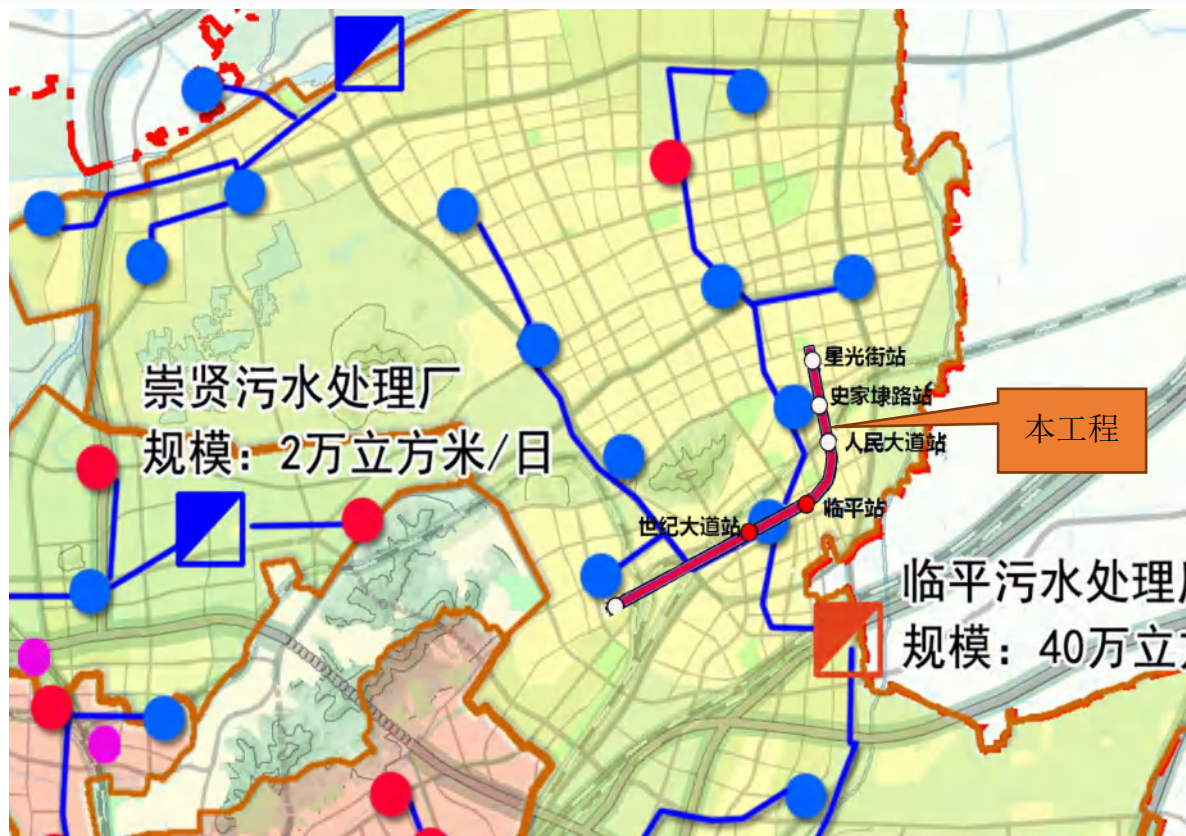 星光街站
崇贤污水处理厂
史家埭路站
本工程
人民大道站
规模：2万立方米/日
临平站
世纪大道站
临平污水处理
规模：40万立